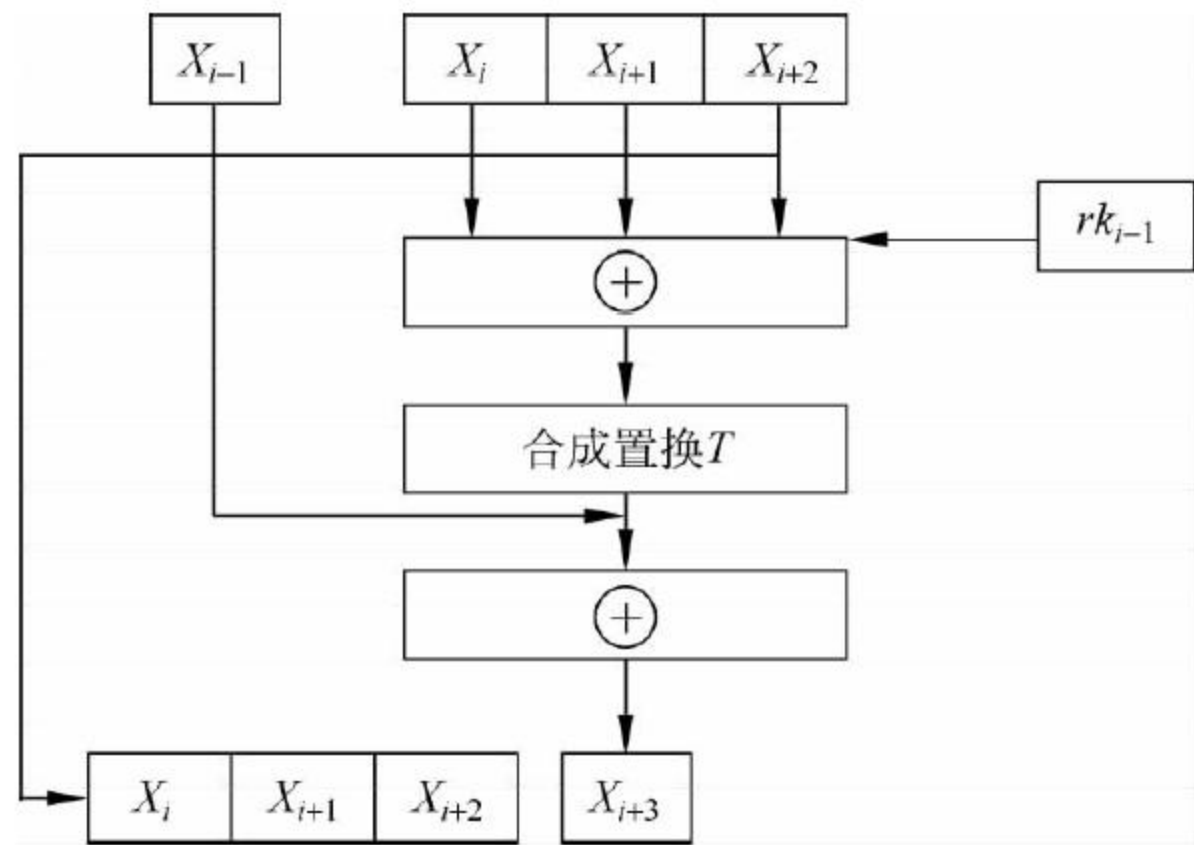 X_{i-1} X_i X_{i+1} X_{i+2}
rk_{i-1}
⊕
合成置换T
⊕
X_i X_{i+1} X_{i+2} X_{i+3}